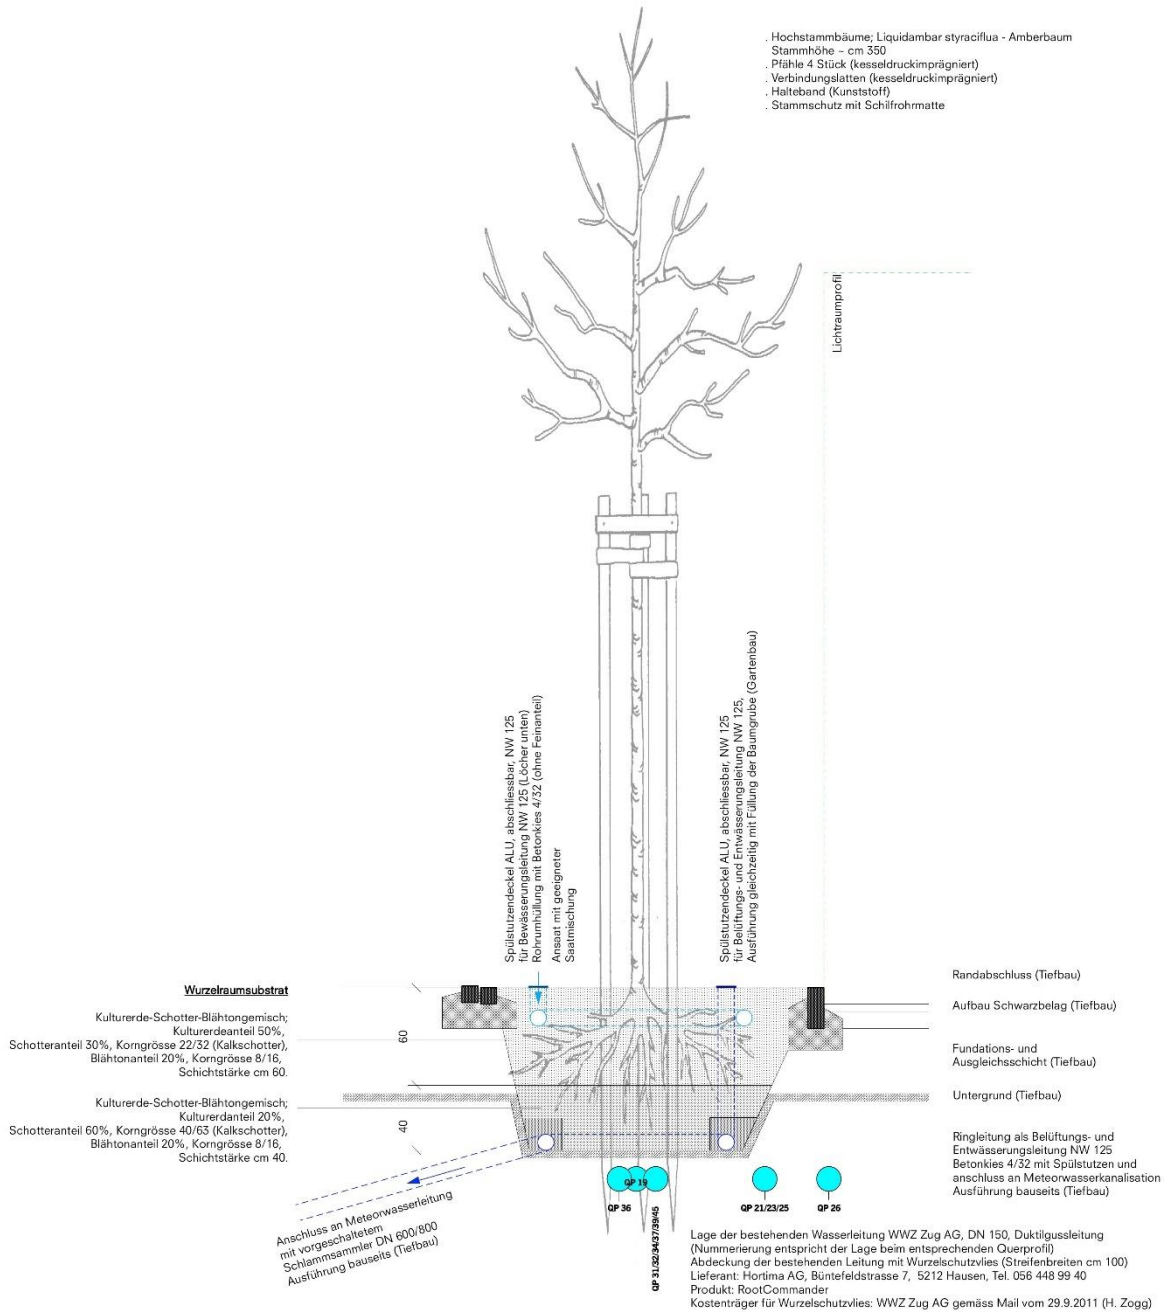 . Hochstammbäume; Liquidambar styraciflua - Amberbaum
Stammhöhe ~ cm 350
. Pfähle 4 Stück (kesseldruckimprägniert)
. Verbindungslatten (kesseldruckimprägniert)
. Halteband (Kunststoff)
. Stammschutz mit Schilfrohrmatte
Lichtraumprofil
Spülstutzendeckel ALU, abschliessbar, NW 125
für Bewässerungsleitung NW 125 (Löcher unten)
Rohrumhüllung mit Betonkies 4/32 (ohne Feinanteil)
Ansaat mit geeigneter
Saatmischung
Spülstutzendeckel ALU, abschliessbar, NW 125
für Belüftungs- und Entwässerungsleitung NW 125,
Ausführung gleichzeitig mit Füllung der Baumgrube (Gartenbau)
Wurzelraumsubstrat
Kulturerde-Schotter-Blähtongemisch;
Kulturerdeanteil 50%,
Schotteranteil 30%, Korngrösse 22/32 (Kalkschotter),
Blähtonanteil 20%, Korngrösse 8/16,
Schichtstärke cm 60.
Kulturerde-Schotter-Blähtongemisch;
Kulturerdanteil 20%,
Schotteranteil 60%, Korngrösse 40/63 (Kalkschotter),
Blähtonanteil 20%, Korngrösse 8/16,
Schichtstärke cm 40.
60
40
Anschluss an Meteorwasserleitung
mit vorgeschaltetem
Schlammsammler DN 600/800
Ausführung bauseits (Tiefbau)
Randabschluss (Tiefbau)
Aufbau Schwarzbelag (Tiefbau)
Fundations- und
Ausgleichsschicht (Tiefbau)
Untergrund (Tiefbau)
Ringleitung als Belüftungs- und
Entwässerungsleitung NW 125
Betonkies 4/32 mit Spülstutzen und
anschluss an Meteorwasserkanalisation
Ausführung bauseits (Tiefbau)
QP 19
QP 36
QP 31/32/34/37/39/45
QP 21/23/25
QP 26
Lage der bestehenden Wasserleitung WWZ Zug AG, DN 150, Duktilgussleitung
(Nummerierung entspricht der Lage beim entsprechenden Querprofil)
Abdeckung der bestehenden Leitung mit Wurzelschutzvlies (Streifenbreiten cm 100)
Lieferant: Hortima AG, Büntefeldstrasse 7, 5212 Hausen, Tel. 056 448 99 40
Produkt: RootCommander
Kostenträger für Wurzelschutzvlies: WWZ Zug AG gemäss Mail vom 29.9.2011 (H. Zogg)